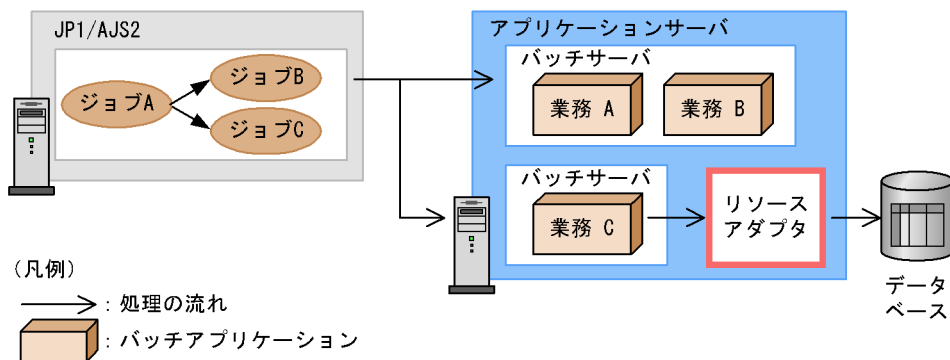 JP1/AJS2
ジョブA
ジョブB
ジョブC
アプリケーションサーバ
バッチサーバ
業務 A
業務 B
バッチサーバ
業務 C
リソース
アダプタ
データ
ベース
(凡例)
:処理の流れ
:バッチアプリケーション